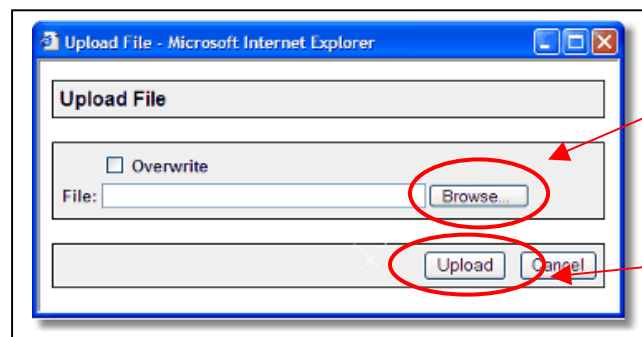 Upload File - Microsoft Internet Explorer
Upload File
Overwrite
File: Browse...
Upload Cancel